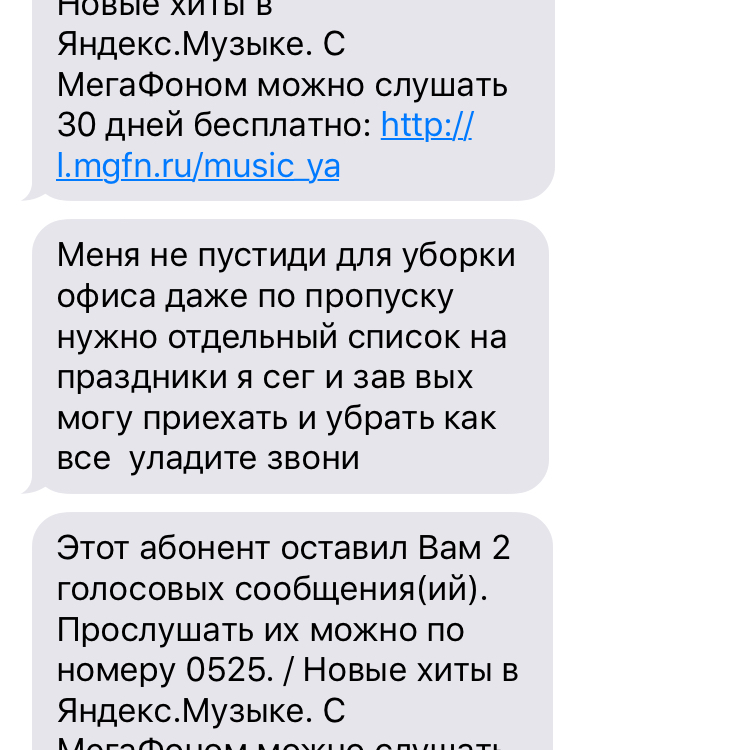 Новые хиты в
Яндекс.Музыке. С
МегаФоном можно слушать
30 дней бесплатно: http://
l.mgfn.ru/music_ya
Меня не пустиди для уборки
офиса даже по пропуску
нужно отдельный список на
праздники я сег и зав вых
могу приехать и убрать как
все  уладите звони
Этот абонент оставил Вам 2
голосовых сообщения(ий).
Прослушать их можно по
номеру 0525. / Новые хиты в
Яндекс.Музыке. С
МегаФоном можно слушать